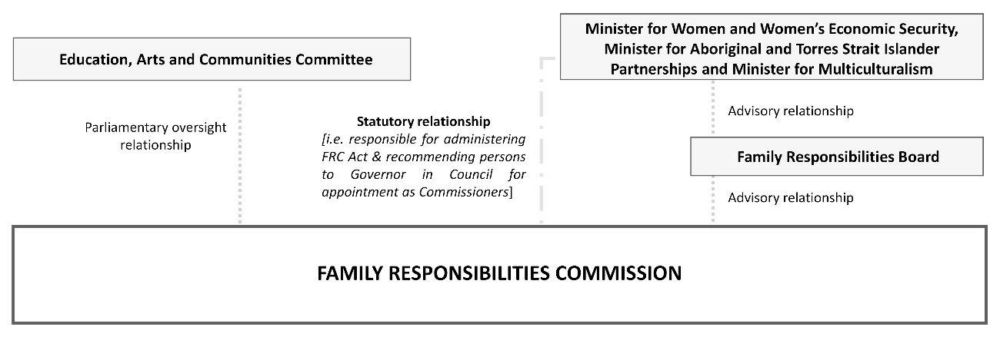 Education, Arts and Communities Committee
Minister for Women and Women's Economic Security,
Minister for Aboriginal and Torres Strait Islander
Partnerships and Minister for Multiculturalism
Parliamentary oversight
relationship
Statutory relationship
[i.e. responsible for administering
FRC Act & recommending persons
to Governor in Council for
appointment as Commissioners]
Advisory relationship
Family Responsibilities Board
Advisory relationship
FAMILY RESPONSIBILITIES COMMISSION